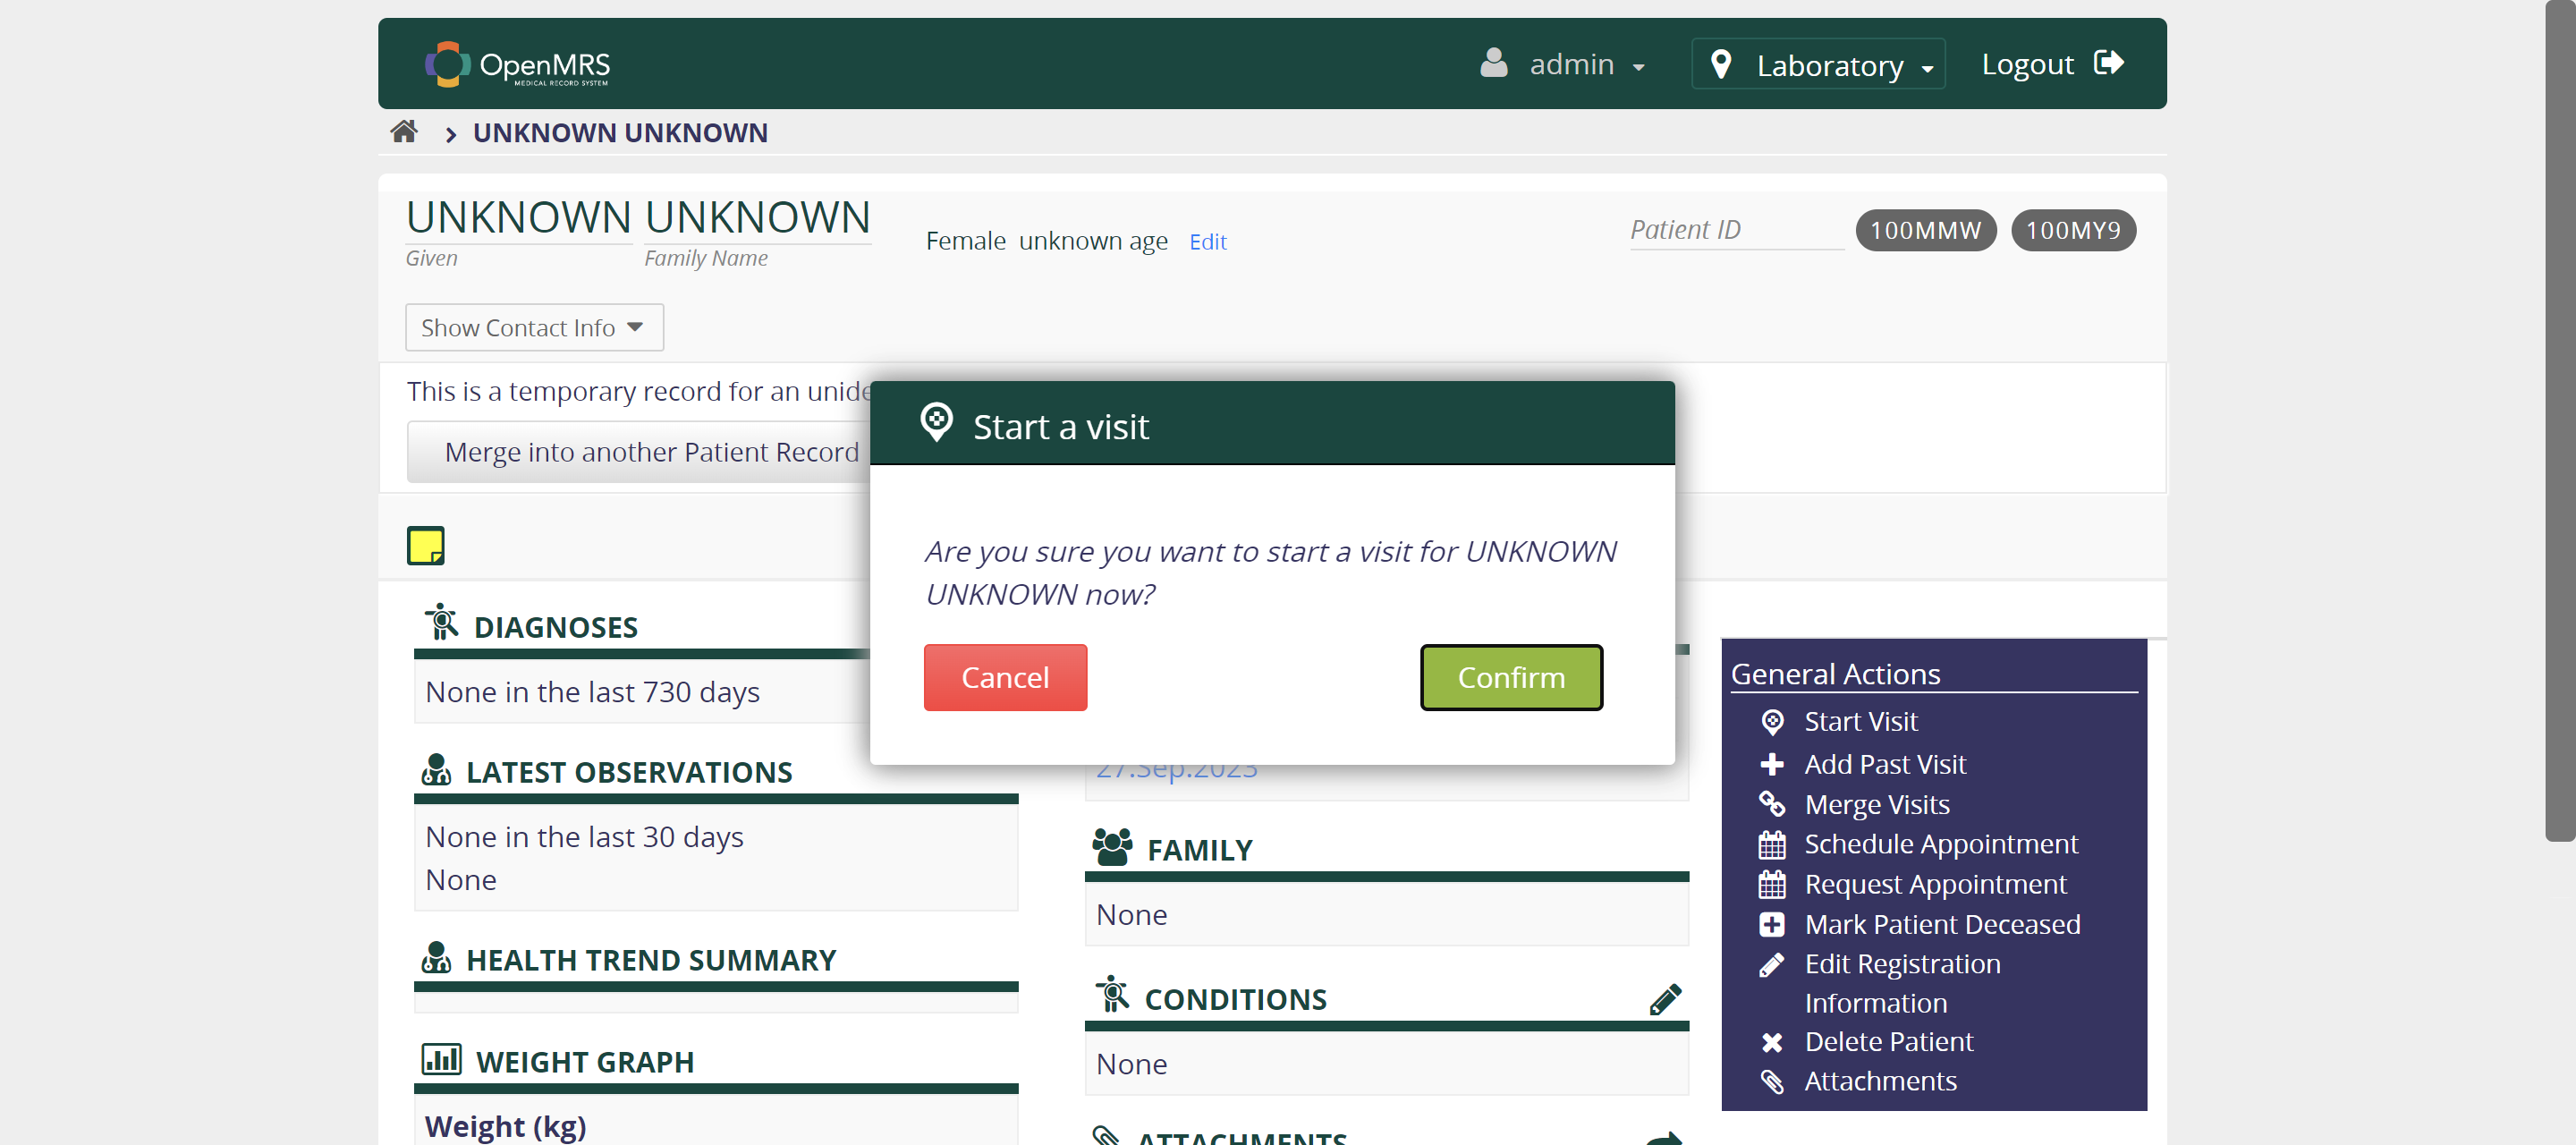 OpenMRS
MEDICAL RECORD SYSTEM
admin
Laboratory
Logout
UNKNOWN UNKNOWN
UNKNOWN UNKNOWN
Given
Family Name
Female unknown age Edit
Patient ID
100MMW
100MY9
Show Contact Info
This is a temporary record for an
Merge into another Patient Record
Start a visit
Are you sure you want to start a visit for UNKNOWN
UNKNOWN now?
Cancel
Confirm
DIAGNOSES
None in the last 730 days
LATEST OBSERVATIONS
None in the last 30 days
None
HEALTH TREND SUMMARY
WEIGHT GRAPH
Weight (kg)
27.Sep.2023
FAMILY
None
CONDITIONS
None
ATTACHMENTS
General Actions
Start Visit
Add Past Visit
Merge Visits
Schedule Appointment
Request Appointment
Mark Patient Deceased
Edit Registration
Information
Delete Patient
Attachments